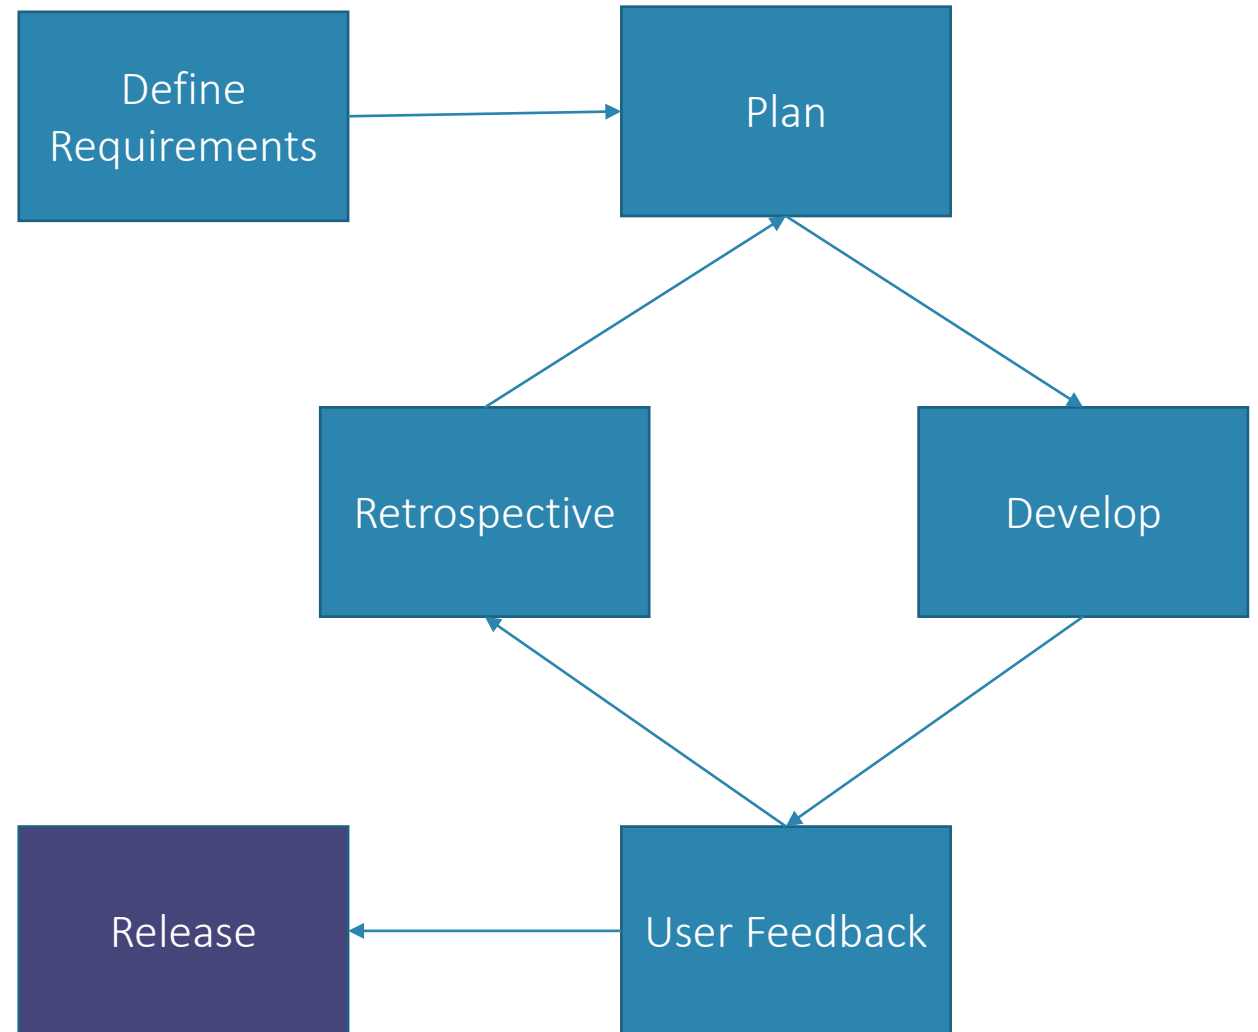 Define
Requirements
Plan
Retrospective
Develop
Release
User Feedback